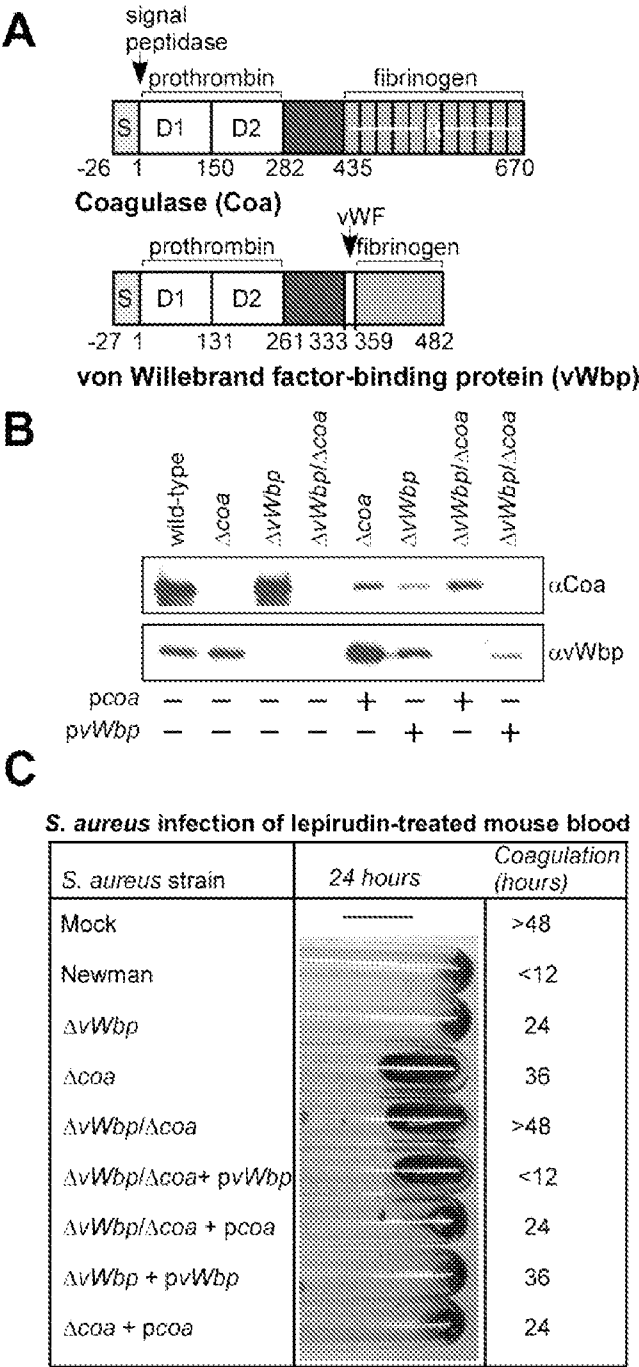 A
signal
peptidase
prothrombin
fibrinogen
S D1 D2
-26 1 150 282 435 670
Coagulase (Coa)
vWF
prothrombin
fibrinogen
S D1 D2
-27 1 131 261 333 359 482
von Willebrand factor-binding protein (vWbp)
B
wild-type
Δcoa
ΔvWbp
ΔvWbp/Δcoa
Δcoa
ΔvWbp
ΔvWbp/Δcoa
ΔvWbp/Δcoa
αCoa
αvWbp
pcoa − − − − + − + −
pvWbp − − − − − + − +
C
S. aureus infection of lepirudin-treated mouse blood
S. aureus strain 24 hours Coagulation
(hours)
Mock >48
Newman <12
ΔvWbp 24
Δcoa 36
ΔvWbp/Δcoa >48
ΔvWbp/Δcoa+ pvWbp <12
ΔvWbp/Δcoa + pcoa 24
ΔvWbp + pvWbp 36
Δcoa + pcoa 24